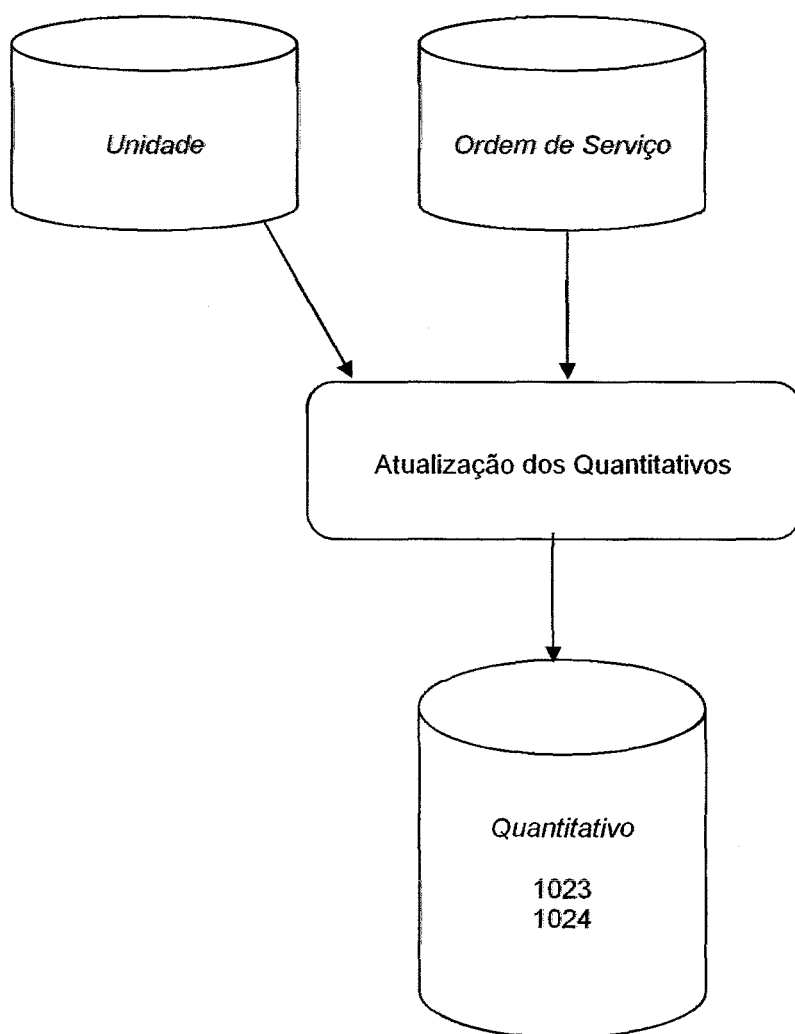 Unidade
Ordem de Serviço
Atualização dos Quantitativos
Quantitativo
1023
1024